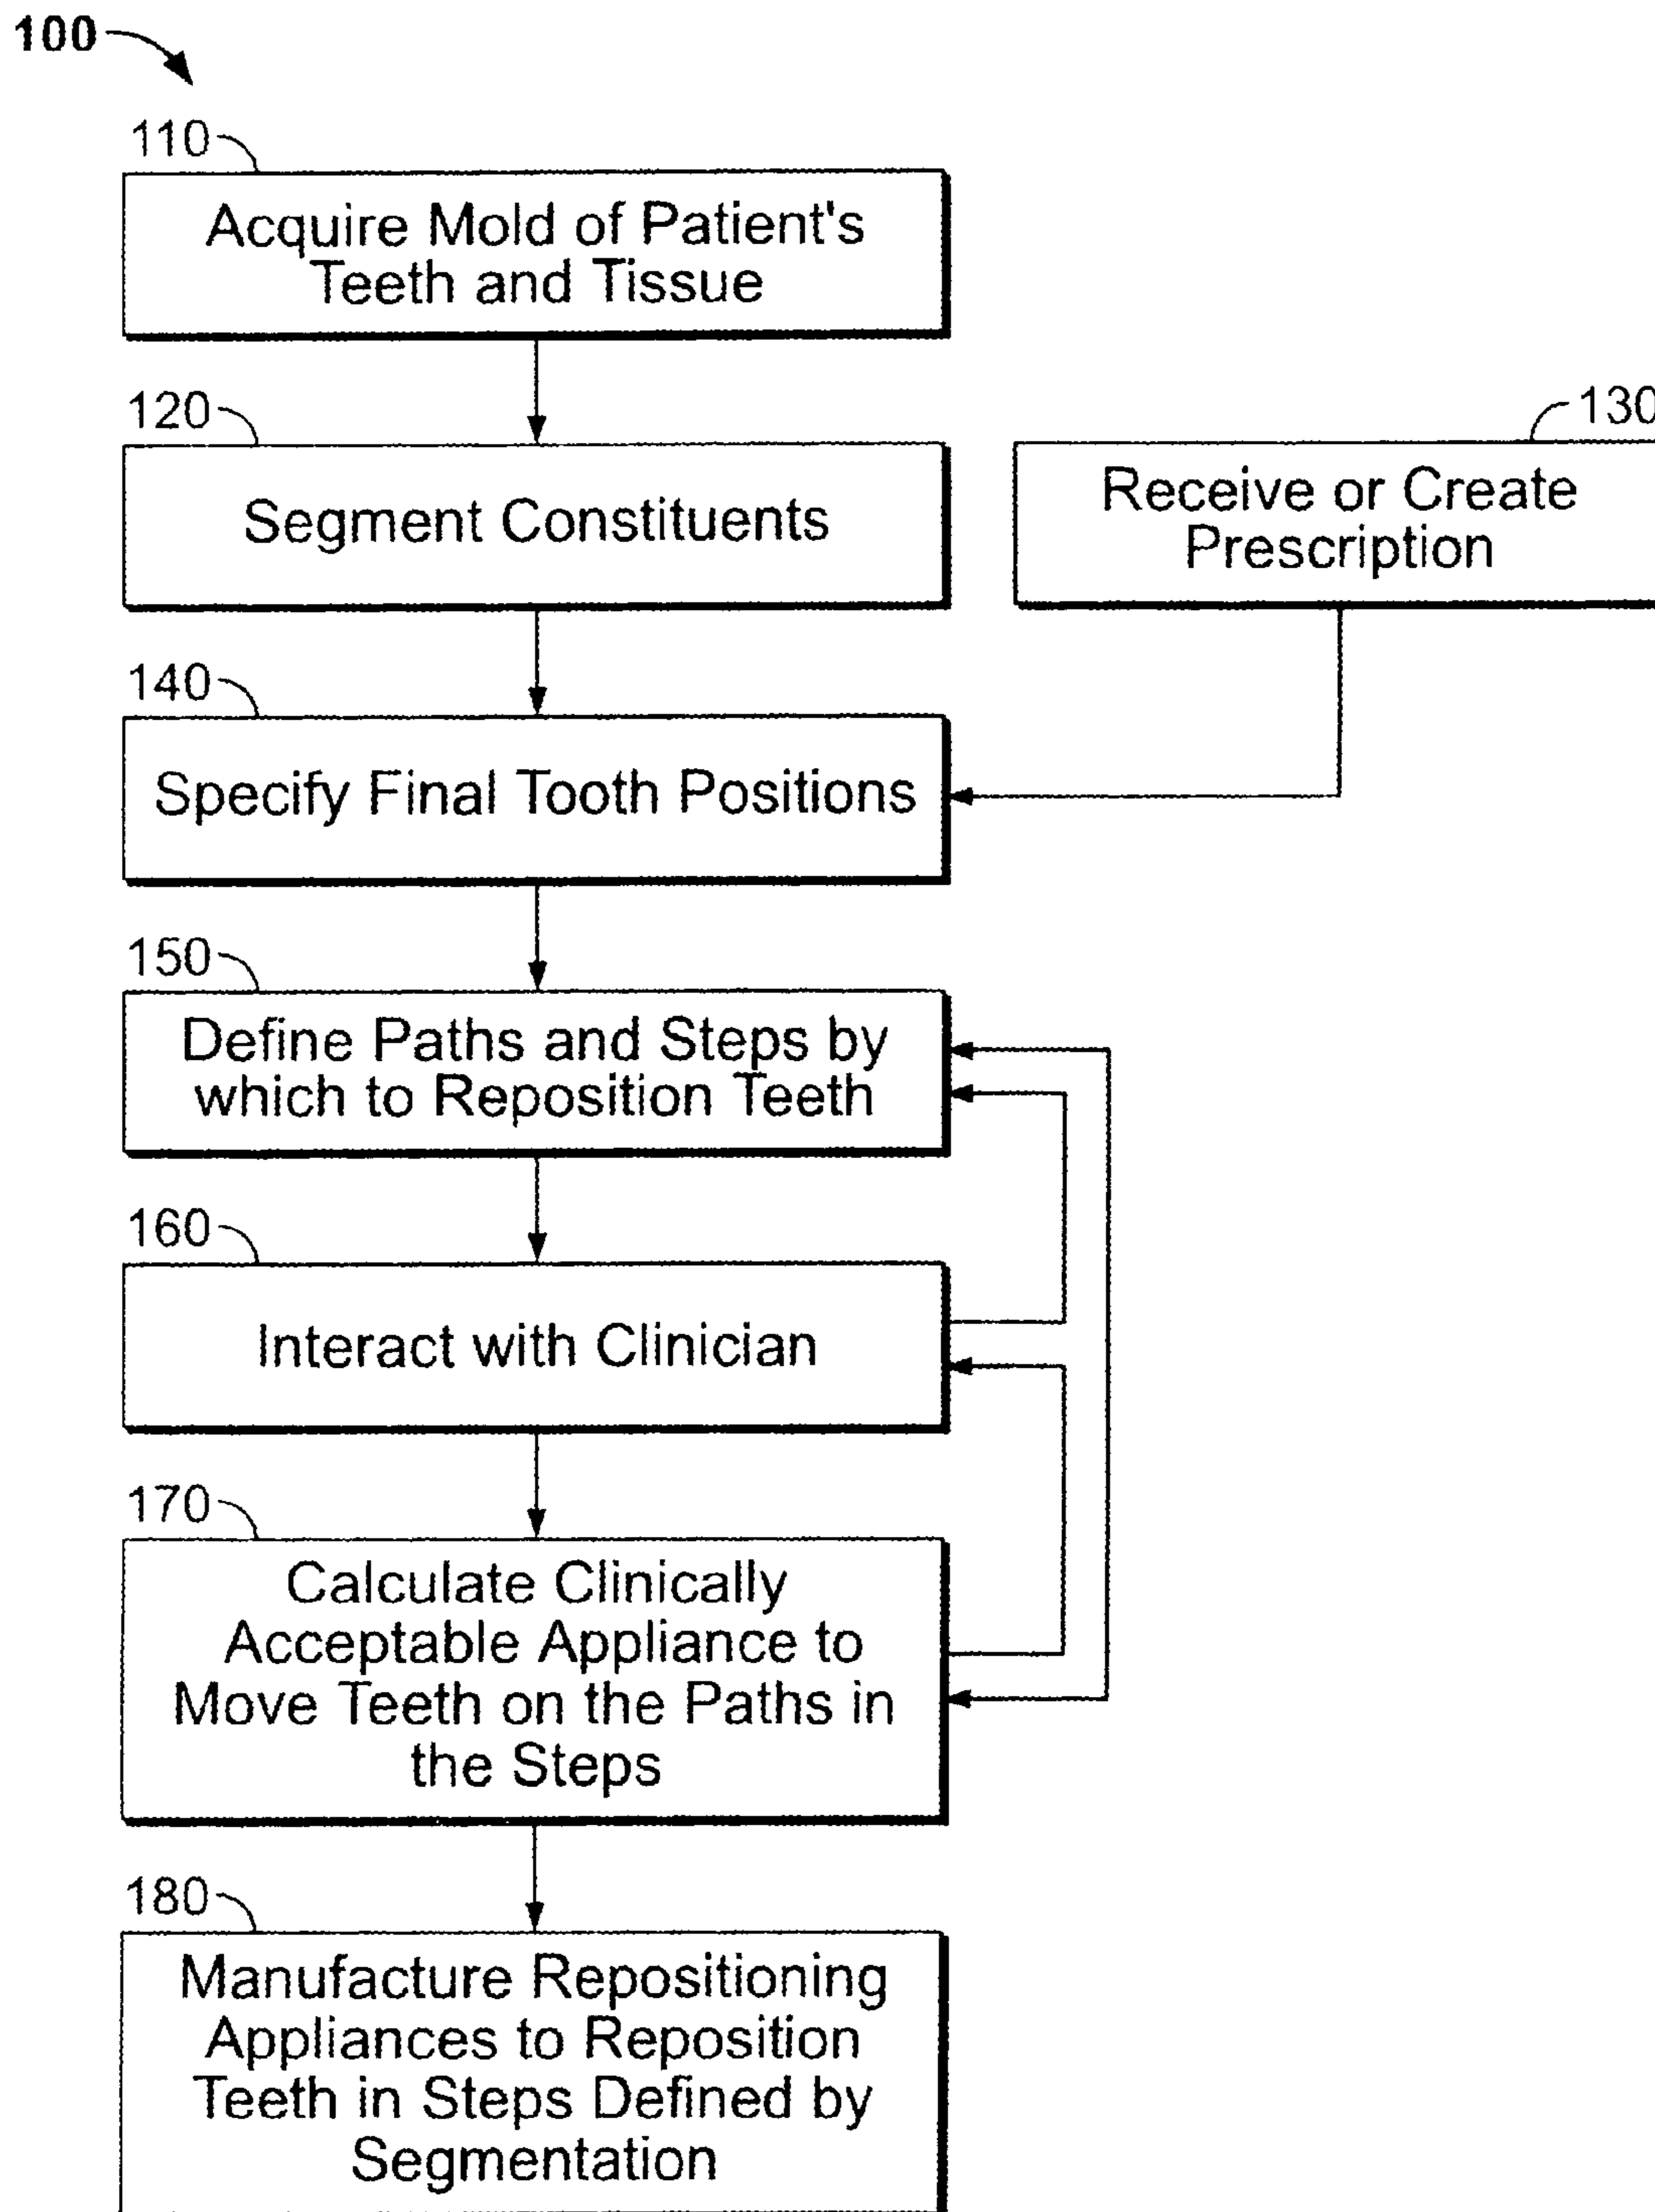 100
110
Acquire Mold of Patient's
Teeth and Tissue
120
Segment Constituents
130
Receive or Create
Prescription
140
Specify Final Tooth Positions
150
Define Paths and Steps by
which to Reposition Teeth
160
Interact with Clinician
170
Calculate Clinically
Acceptable Appliance to
Move Teeth on the Paths in
the Steps
180
Manufacture Repositioning
Appliances to Reposition
Teeth in Steps Defined by
Segmentation